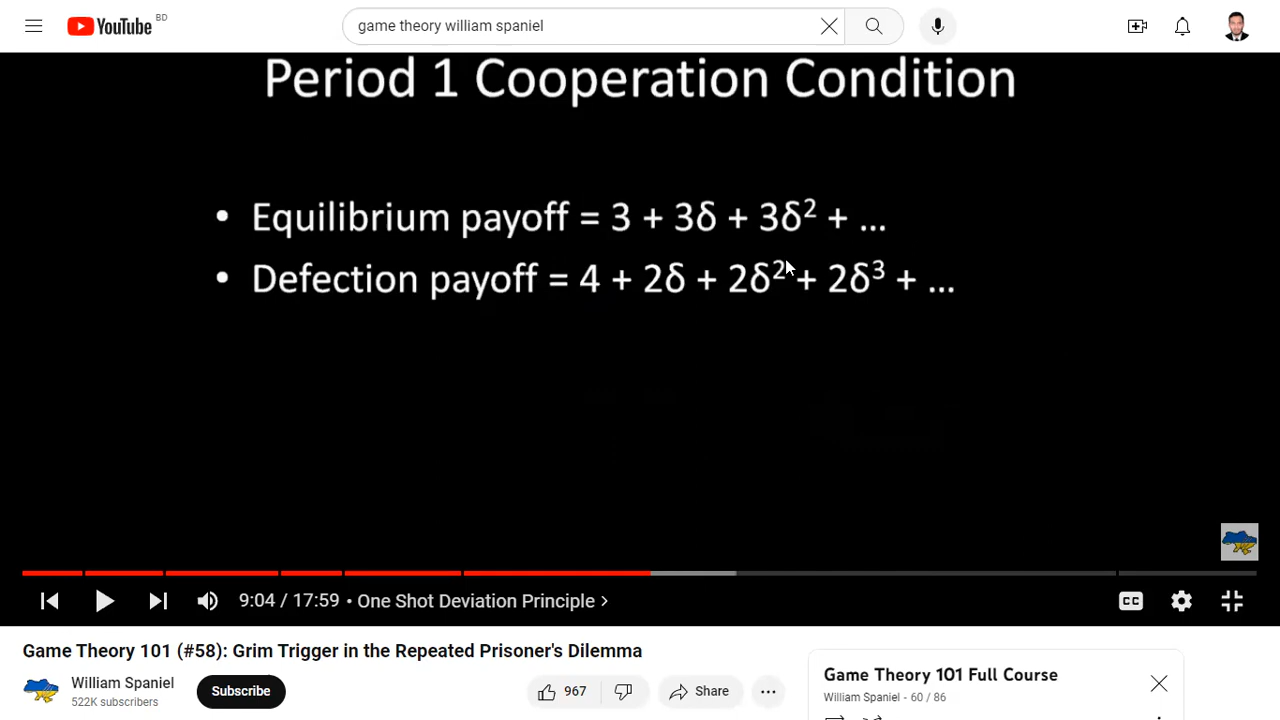 YouTube BD
game theory william spaniel
Period 1 Cooperation Condition
• Equilibrium payoff = 3 + 3δ + 3δ² + ...
• Defection payoff = 4 + 2δ + 2δ² + 2δ³ + ...
9:04 / 17:59 • One Shot Deviation Principle >
CC
Game Theory 101 (#58): Grim Trigger in the Repeated Prisoner's Dilemma
William Spaniel
522K subscribers
Subscribe
967
Share
Game Theory 101 Full Course
William Spaniel - 60 / 86